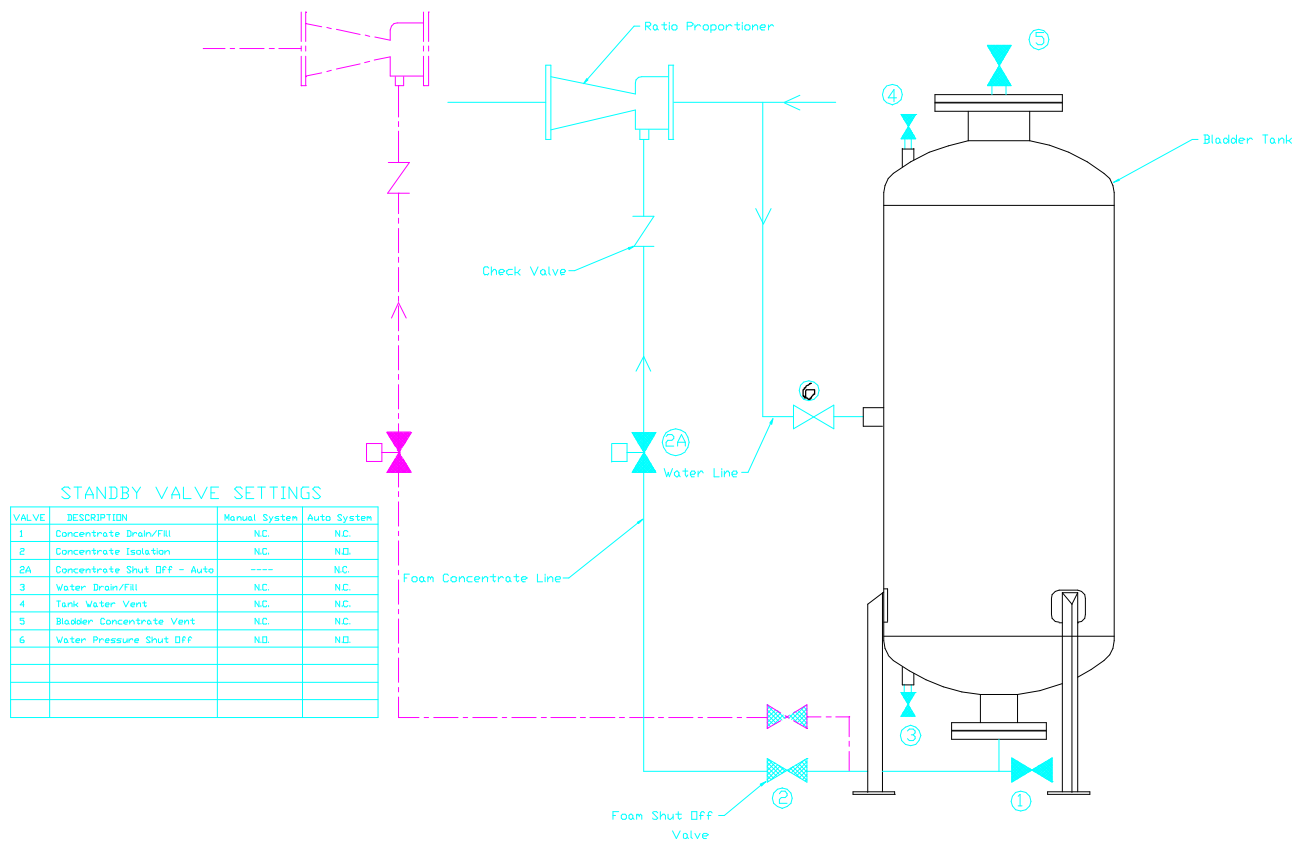 Ratio Proportioner
5
4
Bladder Tank
Check Valve
6
2A
Water Line
STANDBY VALVE SETTINGS
VALVE DESCRIPTION Manual System Auto System
1 Concentrate Drain/Fill N.C. N.C.
2 Concentrate Isolation N.C. N.O.
2A Concentrate Shut Off - Auto ---- N.C.
3 Water Drain/Fill N.C. N.C.
4 Tank Water Vent N.C. N.C.
5 Bladder Concentrate Vent N.C. N.C.
6 Water Pressure Shut Off N.O. N.O.
Foam Concentrate Line
3
2
1
Foam Shut Off
Valve